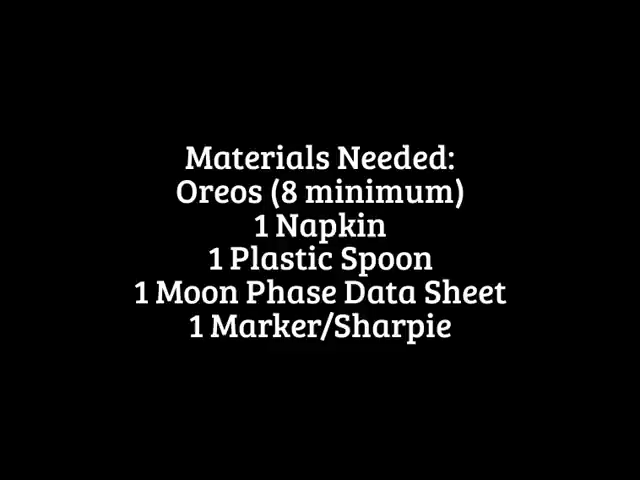 Materials Needed:
Oreos (8 minimum)
1 Napkin
1 Plastic Spoon
1 Moon Phase Data Sheet
1 Marker/Sharpie